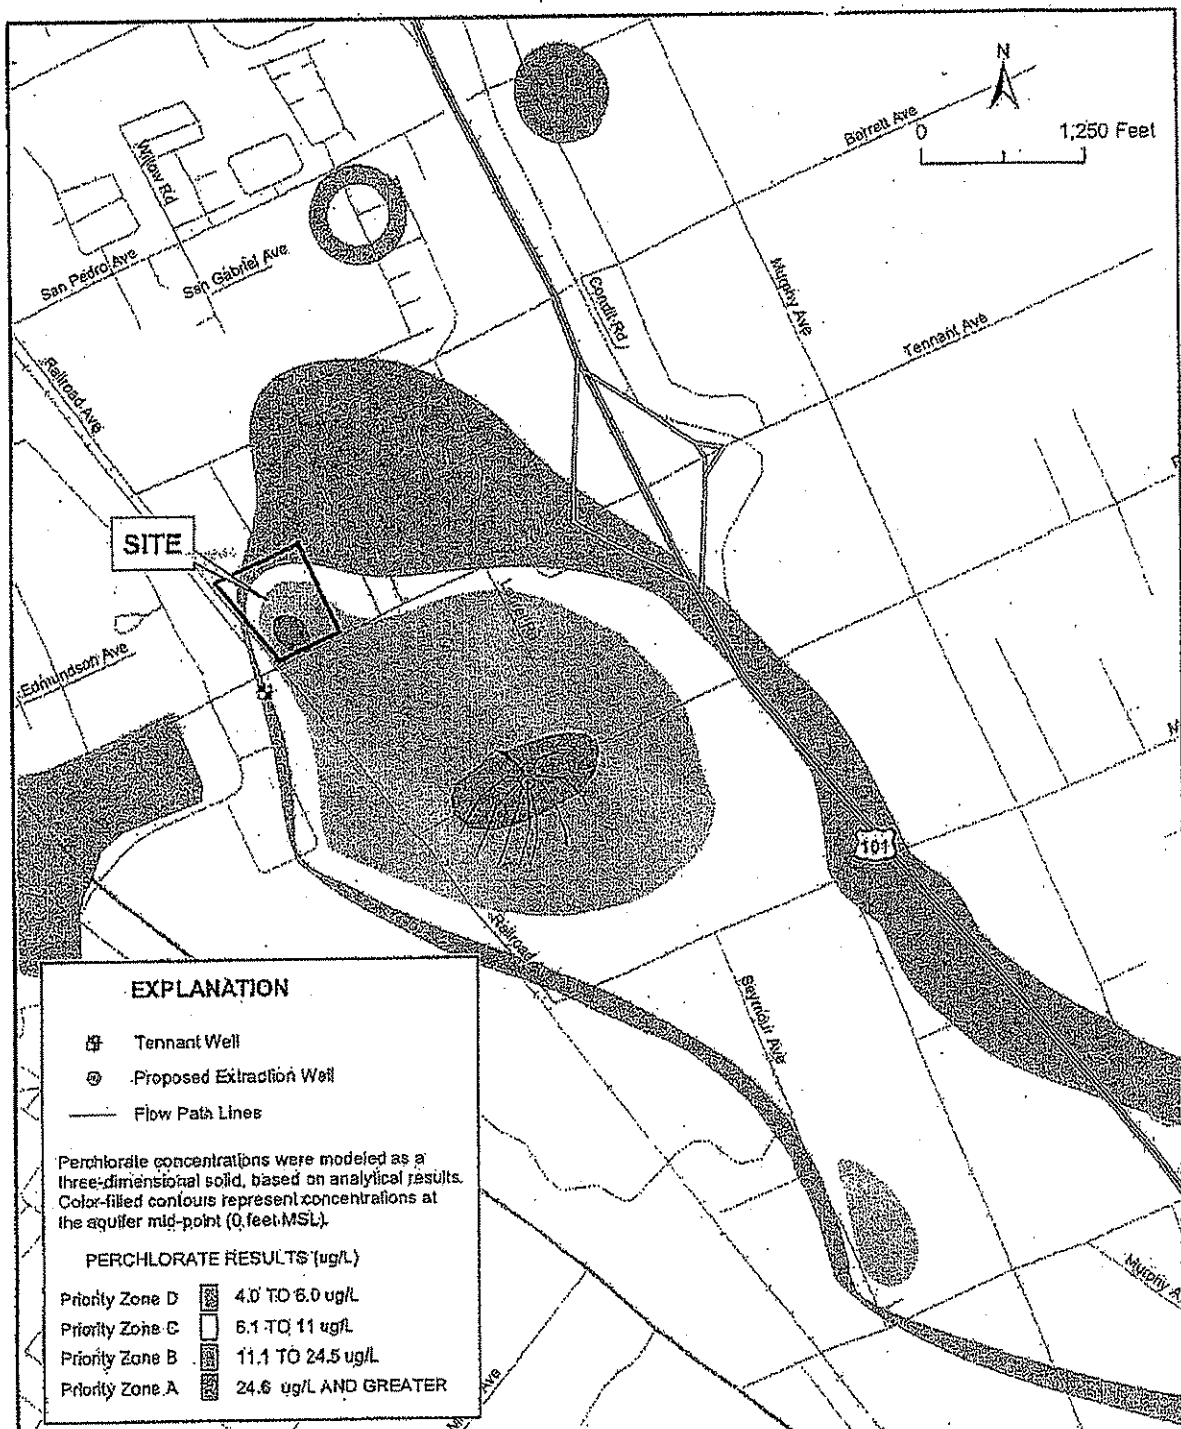 N
0
1,250 Feet
Barrett Ave
Willow Rd
San Pedro Ave
San Gabriel Ave
Condit Rd
Murphy Ave
Tennant Ave
Railroad Ave
SITE
Edmundson Ave
101
Railroad
Seymour Ave
Murphy A
EXPLANATION
Tennant Well
Proposed Extraction Well
Flow Path Lines
Perchlorate concentrations were modeled as a
three-dimensional solid, based on analytical results.
Color-filled contours represent concentrations at
the aquifer mid-point (0 feet MSL).
PERCHLORATE RESULTS (ug/L)
Priority Zone D 4.0 TO 6.0 ug/L
Priority Zone C 6.1 TO 11 ug/L
Priority Zone B 11.1 TO 24.5 ug/L
Priority Zone A 24.6 ug/L AND GREATER
Ave